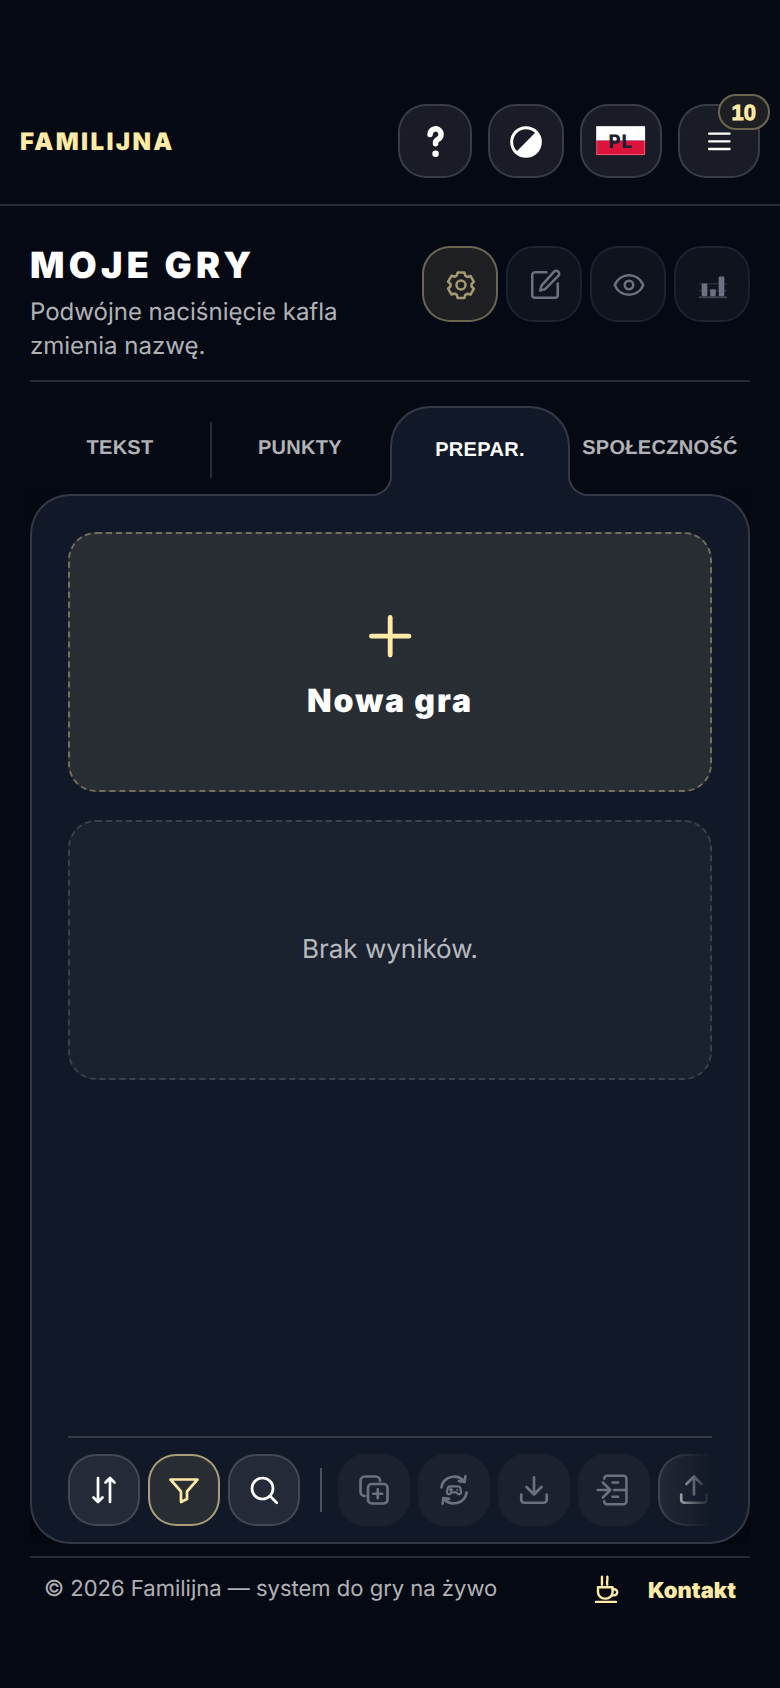 FAMILIJNA
?
PL
10
MOJE GRY
Podwójne naciśnięcie kafla
zmienia nazwę.
TEKST
PUNKTY
PREPAR.
SPOŁECZNOŚĆ
Nowa gra
Brak wyników.
© 2026 Familijna — system do gry na żywo
Kontakt